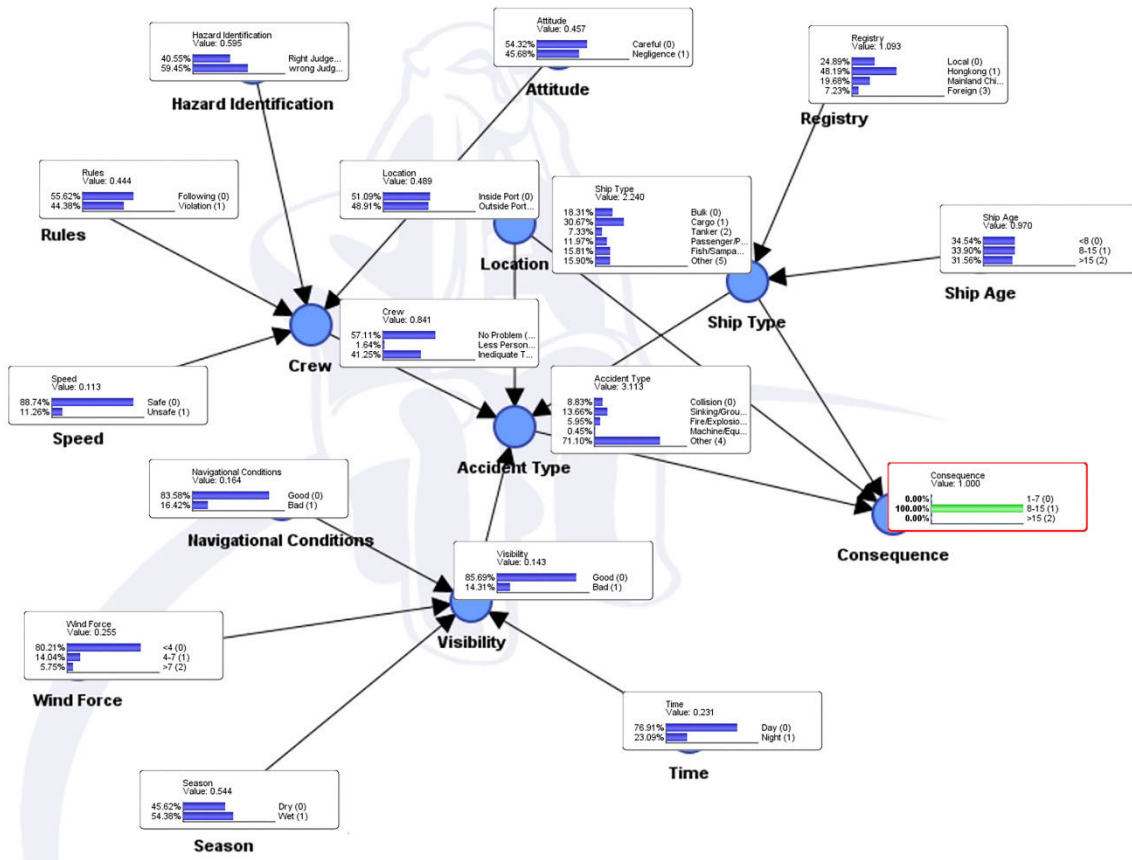 Hazard Identification
Value: 0.595
40.55% Right Judge...
59.45% wrong Judg...
Hazard Identification
Attitude
Value: 0.457
54.32% Careful (0)
45.68% Negligence (1)
Attitude
Registry
Value: 1.093
24.89% Local (0)
48.19% Hongkong (1)
19.68% Mainland Chi...
7.23% Foreign (3)
Registry
Rules
Value: 0.444
55.62% Following (0)
44.38% Violation (1)
Rules
Location
Value: 0.489
51.09% Inside Port (0)
48.91% Outside Port...
Location
Ship Type
Value: 2.240
18.31% Bulk (0)
30.67% Cargo (1)
7.33% Tanker (2)
11.97% Passenger/P...
15.81% Fish/Sampa...
15.90% Other (5)
Ship Type
Ship Age
Value: 0.970
34.54% <8 (0)
33.90% 8-15 (1)
31.56% >15 (2)
Ship Age
Crew
Value: 0.841
57.11% No Problem (...
1.64% Less Person...
41.25% Inediquate T...
Crew
Speed
Value: 0.113
88.74% Safe (0)
11.26% Unsafe (1)
Speed
Accident Type
Value: 3.113
8.83% Collision (0)
13.66% Sinking/Grou...
5.95% Fire/Explosio...
0.45% Machine/Equ...
71.10% Other (4)
Accident Type
Navigational Conditions
Value: 0.164
83.58% Good (0)
16.42% Bad (1)
Navigational Conditions
Consequence
Value: 1.000
0.00% 1-7 (0)
100.00% 8-15 (1)
0.00% >15 (2)
Consequence
Visibility
Value: 0.143
85.69% Good (0)
14.31% Bad (1)
Visibility
Wind Force
Value: 0.255
80.21% <4 (0)
14.04% 4-7 (1)
5.75% >7 (2)
Wind Force
Time
Value: 0.231
76.91% Day (0)
23.09% Night (1)
Time
Season
Value: 0.544
45.62% Dry (0)
54.38% Wet (1)
Season